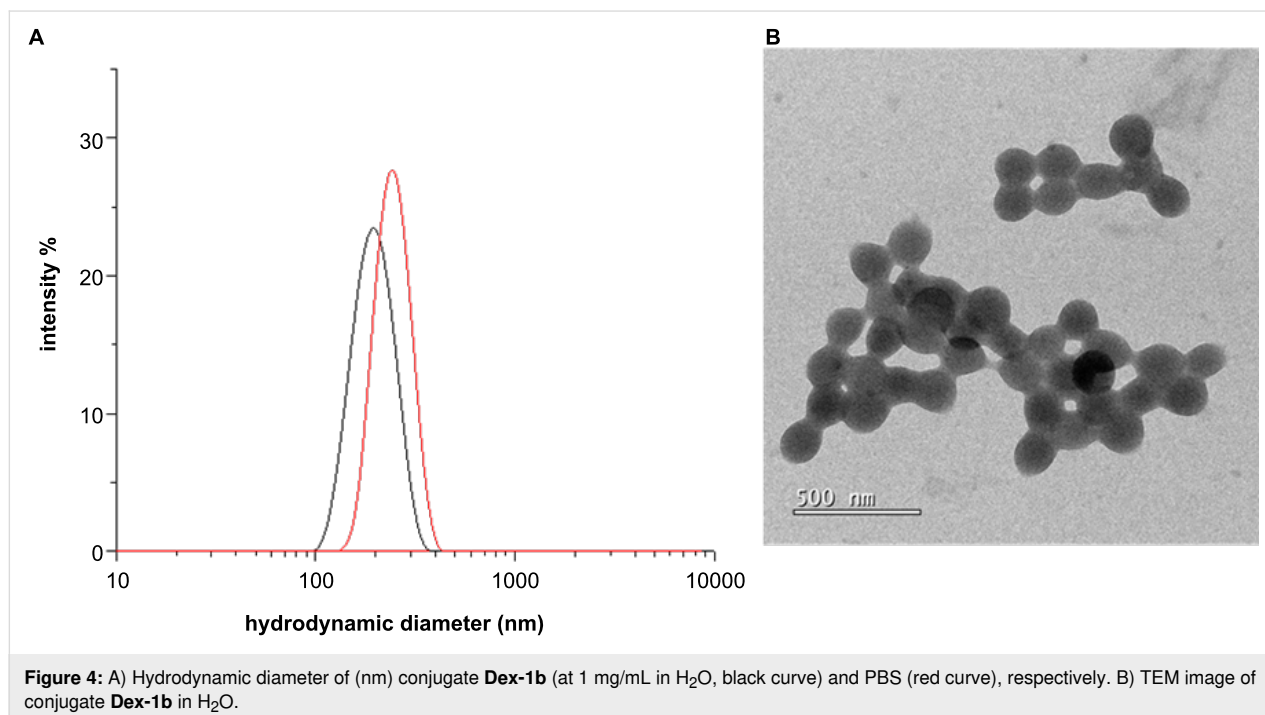 A
B
30
20
10
0
intensity %
10
100
1000
10000
hydrodynamic diameter (nm)
500 nm
Figure 4: A) Hydrodynamic diameter of (nm) conjugate Dex-1b (at 1 mg/mL in H₂O, black curve) and PBS (red curve), respectively. B) TEM image of
conjugate Dex-1b in H₂O.